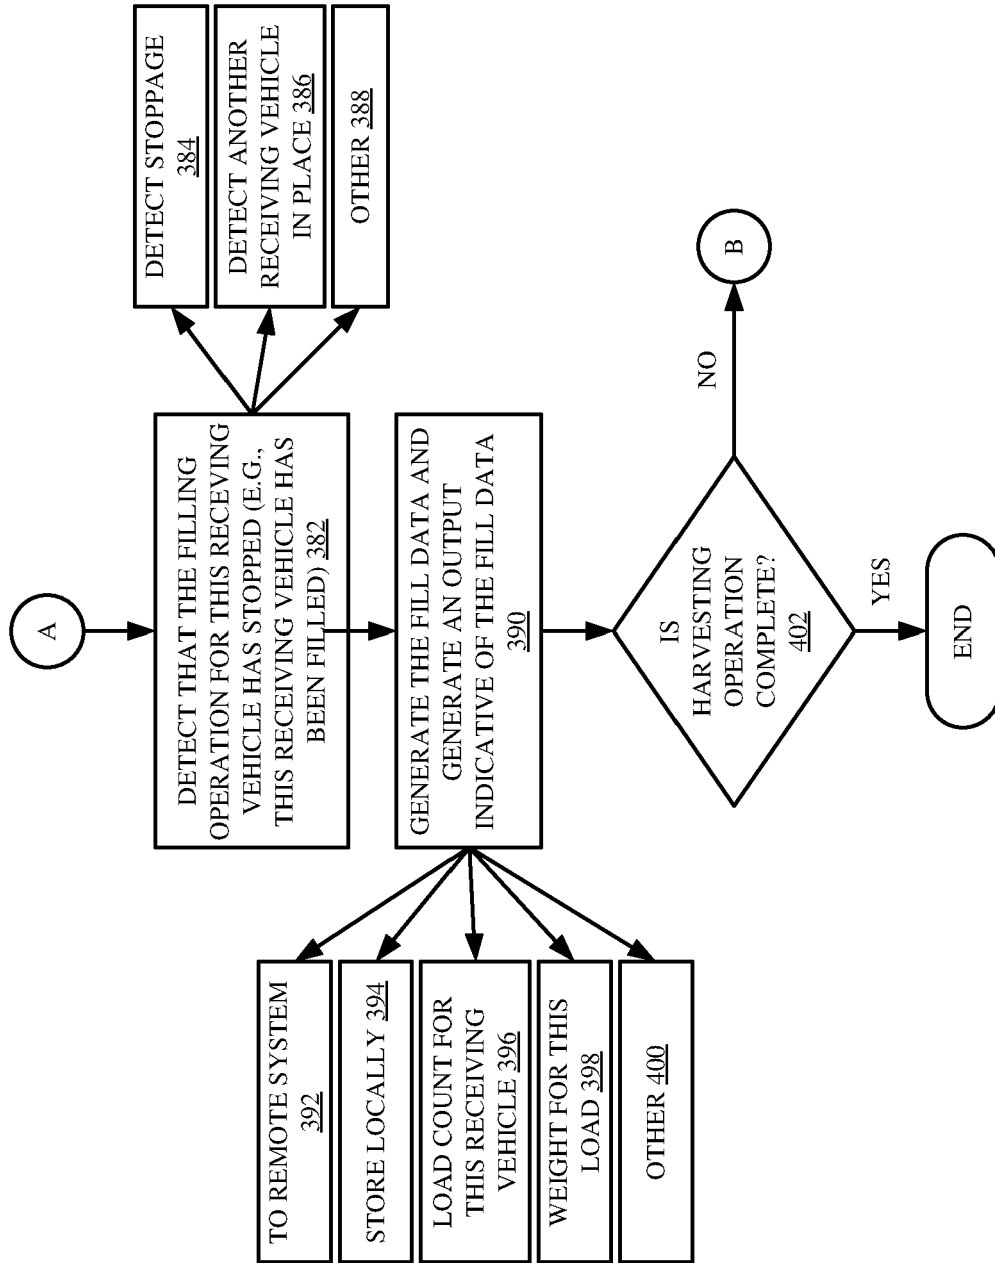 A
DETECT THAT THE FILLING
OPERATION FOR THIS RECEVING
VEHICLE HAS STOPPED (E.G.,
THIS RECEIVING VEHICLE HAS
BEEN FILLED) 382
DETECT STOPPAGE
384
DETECT ANOTHER
RECEIVING VEHICLE
IN PLACE 386
OTHER 388
GENERATE THE FILL DATA AND
GENERATE AN OUTPUT
INDICATIVE OF THE FILL DATA
390
TO REMOTE SYSTEM
392
STORE LOCALLY 394
LOAD COUNT FOR
THIS RECEIVING
VEHICLE 396
WEIGHT FOR THIS
LOAD 398
OTHER 400
IS
HARVESTING
OPERATION
COMPLETE?
402
NO
B
YES
END